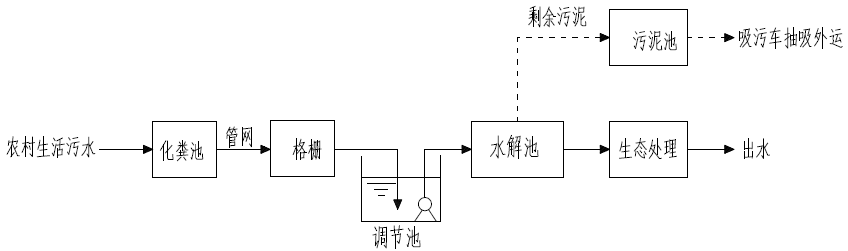 剩余污泥
污泥池
吸污车抽吸外运
农村生活污水
化粪池
管网
格栅
水解池
生态处理
出水
调节池